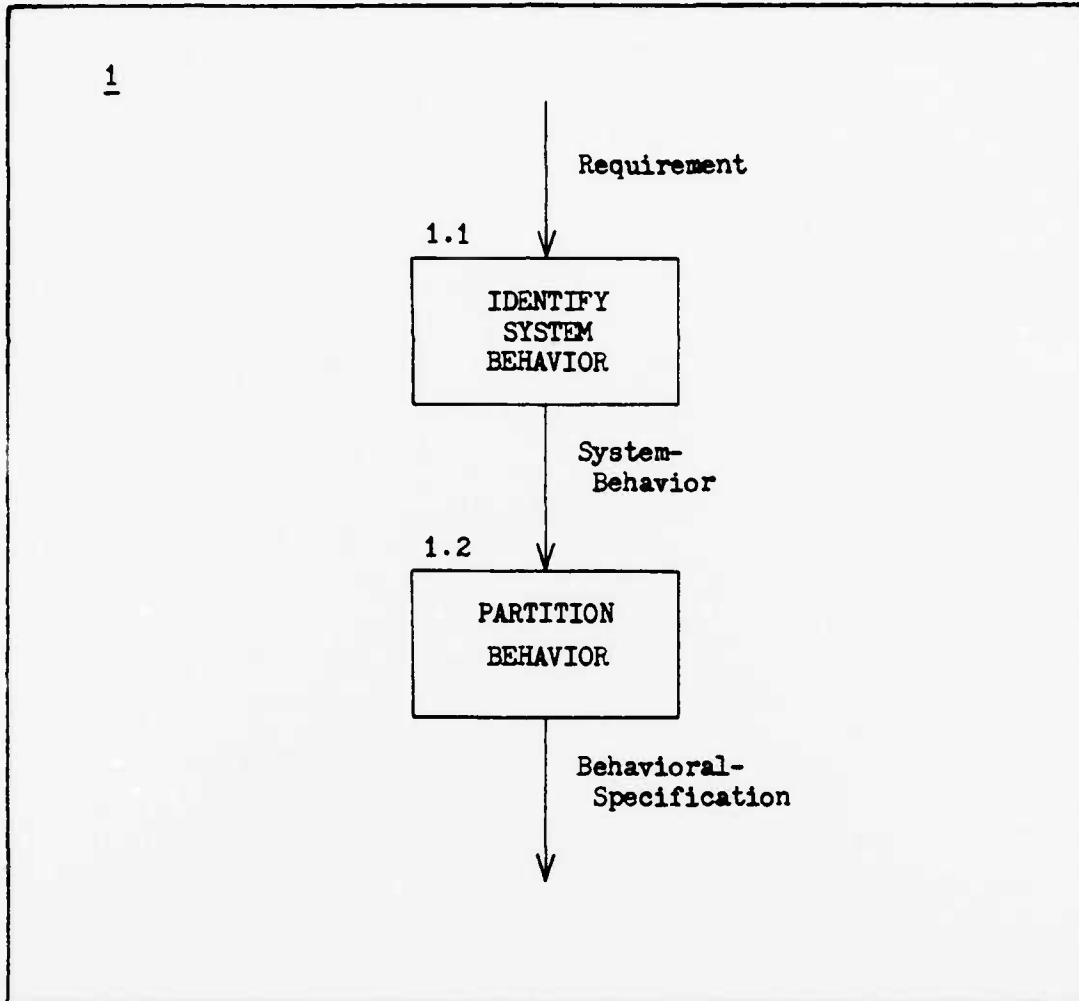 1
Requirement
1.1
IDENTIFY
SYSTEM
BEHAVIOR
System-
Behavior
1.2
PARTITION
BEHAVIOR
Behavioral-
Specification